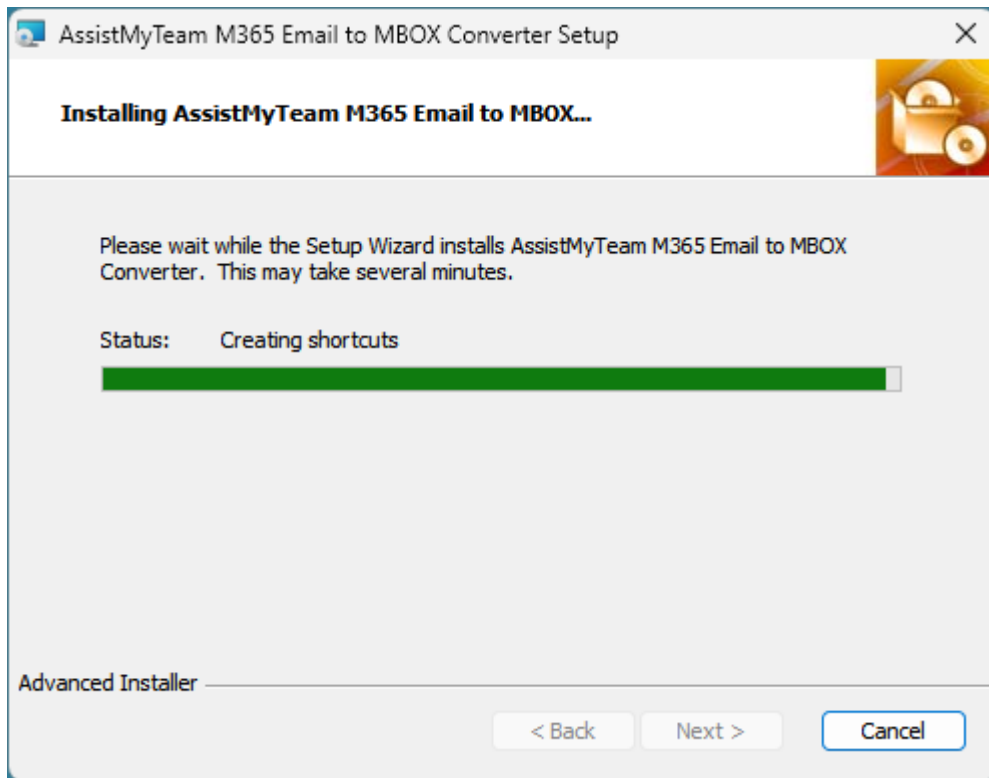 AssistMyTeam M365 Email to MBOX Converter Setup
Installing AssistMyTeam M365 Email to MBOX...
Please wait while the Setup Wizard installs AssistMyTeam M365 Email to MBOX
Converter. This may take several minutes.
Status: Creating shortcuts
Advanced Installer
< Back Next > Cancel